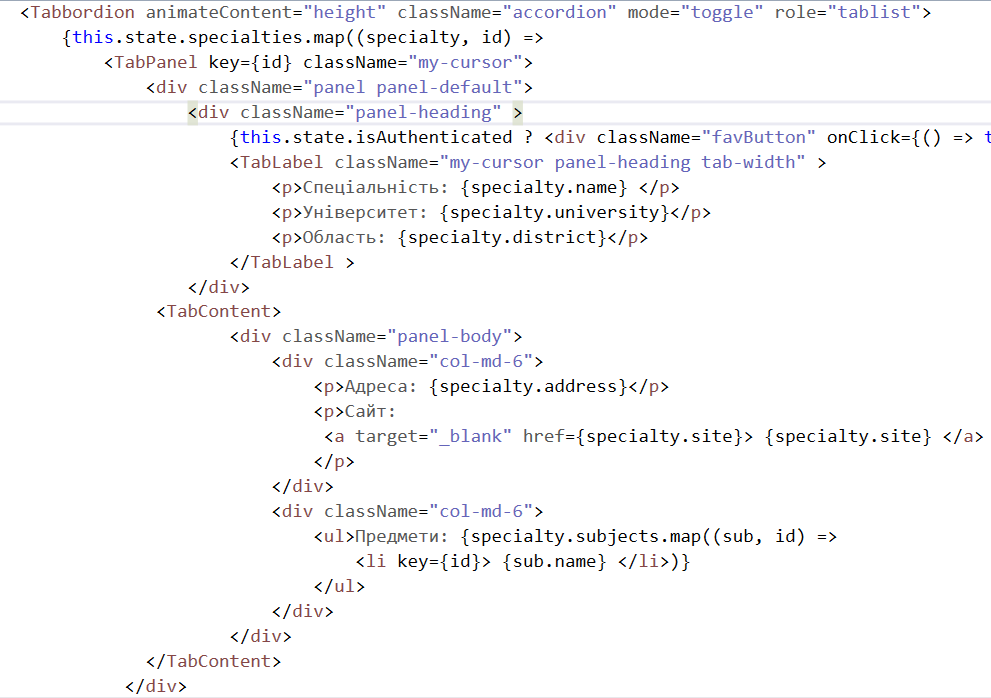 <Tabbordion animateContent="height" className="accordion" mode="toggle" role="tablist">
{this.state.specialties.map((specialty, id) =>
<TabPanel key={id} className="my-cursor">
<div className="panel panel-default">
<div className="panel-heading" >
{this.state.isAuthenticated ? <div className="favButton" onClick={() => t
<TabLabel className="my-cursor panel-heading tab-width" >
<p>Спеціальність: {specialty.name} </p>
<p>Університет: {specialty.university}</p>
<p>Область: {specialty.district}</p>
</TabLabel >
</div>
<TabContent>
<div className="panel-body">
<div className="col-md-6">
<p>Адреса: {specialty.address}</p>
<p>Сайт:
<a target="_blank" href={specialty.site}> {specialty.site} </a>
</p>
</div>
<div className="col-md-6">
<ul>Предмети: {specialty.subjects.map((sub, id) =>
<li key={id}> {sub.name} </li>)}
</ul>
</div>
</div>
</TabContent>
</div>